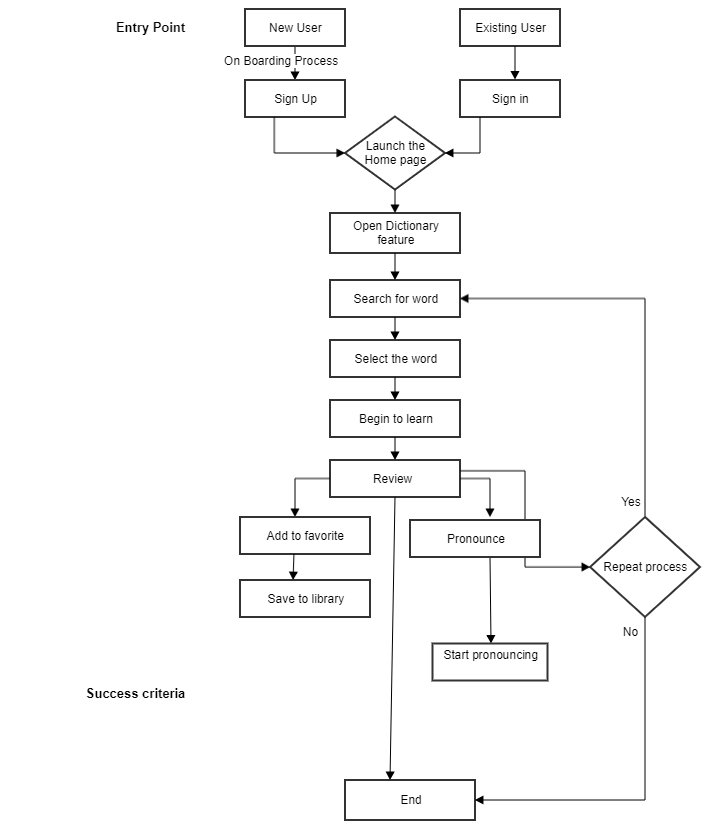 Entry Point
New User
Existing User
On Boarding Process
Sign Up
Sign in
Launch the
Home page
Open Dictionary
feature
Search for word
Select the word
Begin to learn
Review
Yes
Add to favorite
Pronounce
Repeat process
Save to library
No
Start pronouncing
Success criteria
End